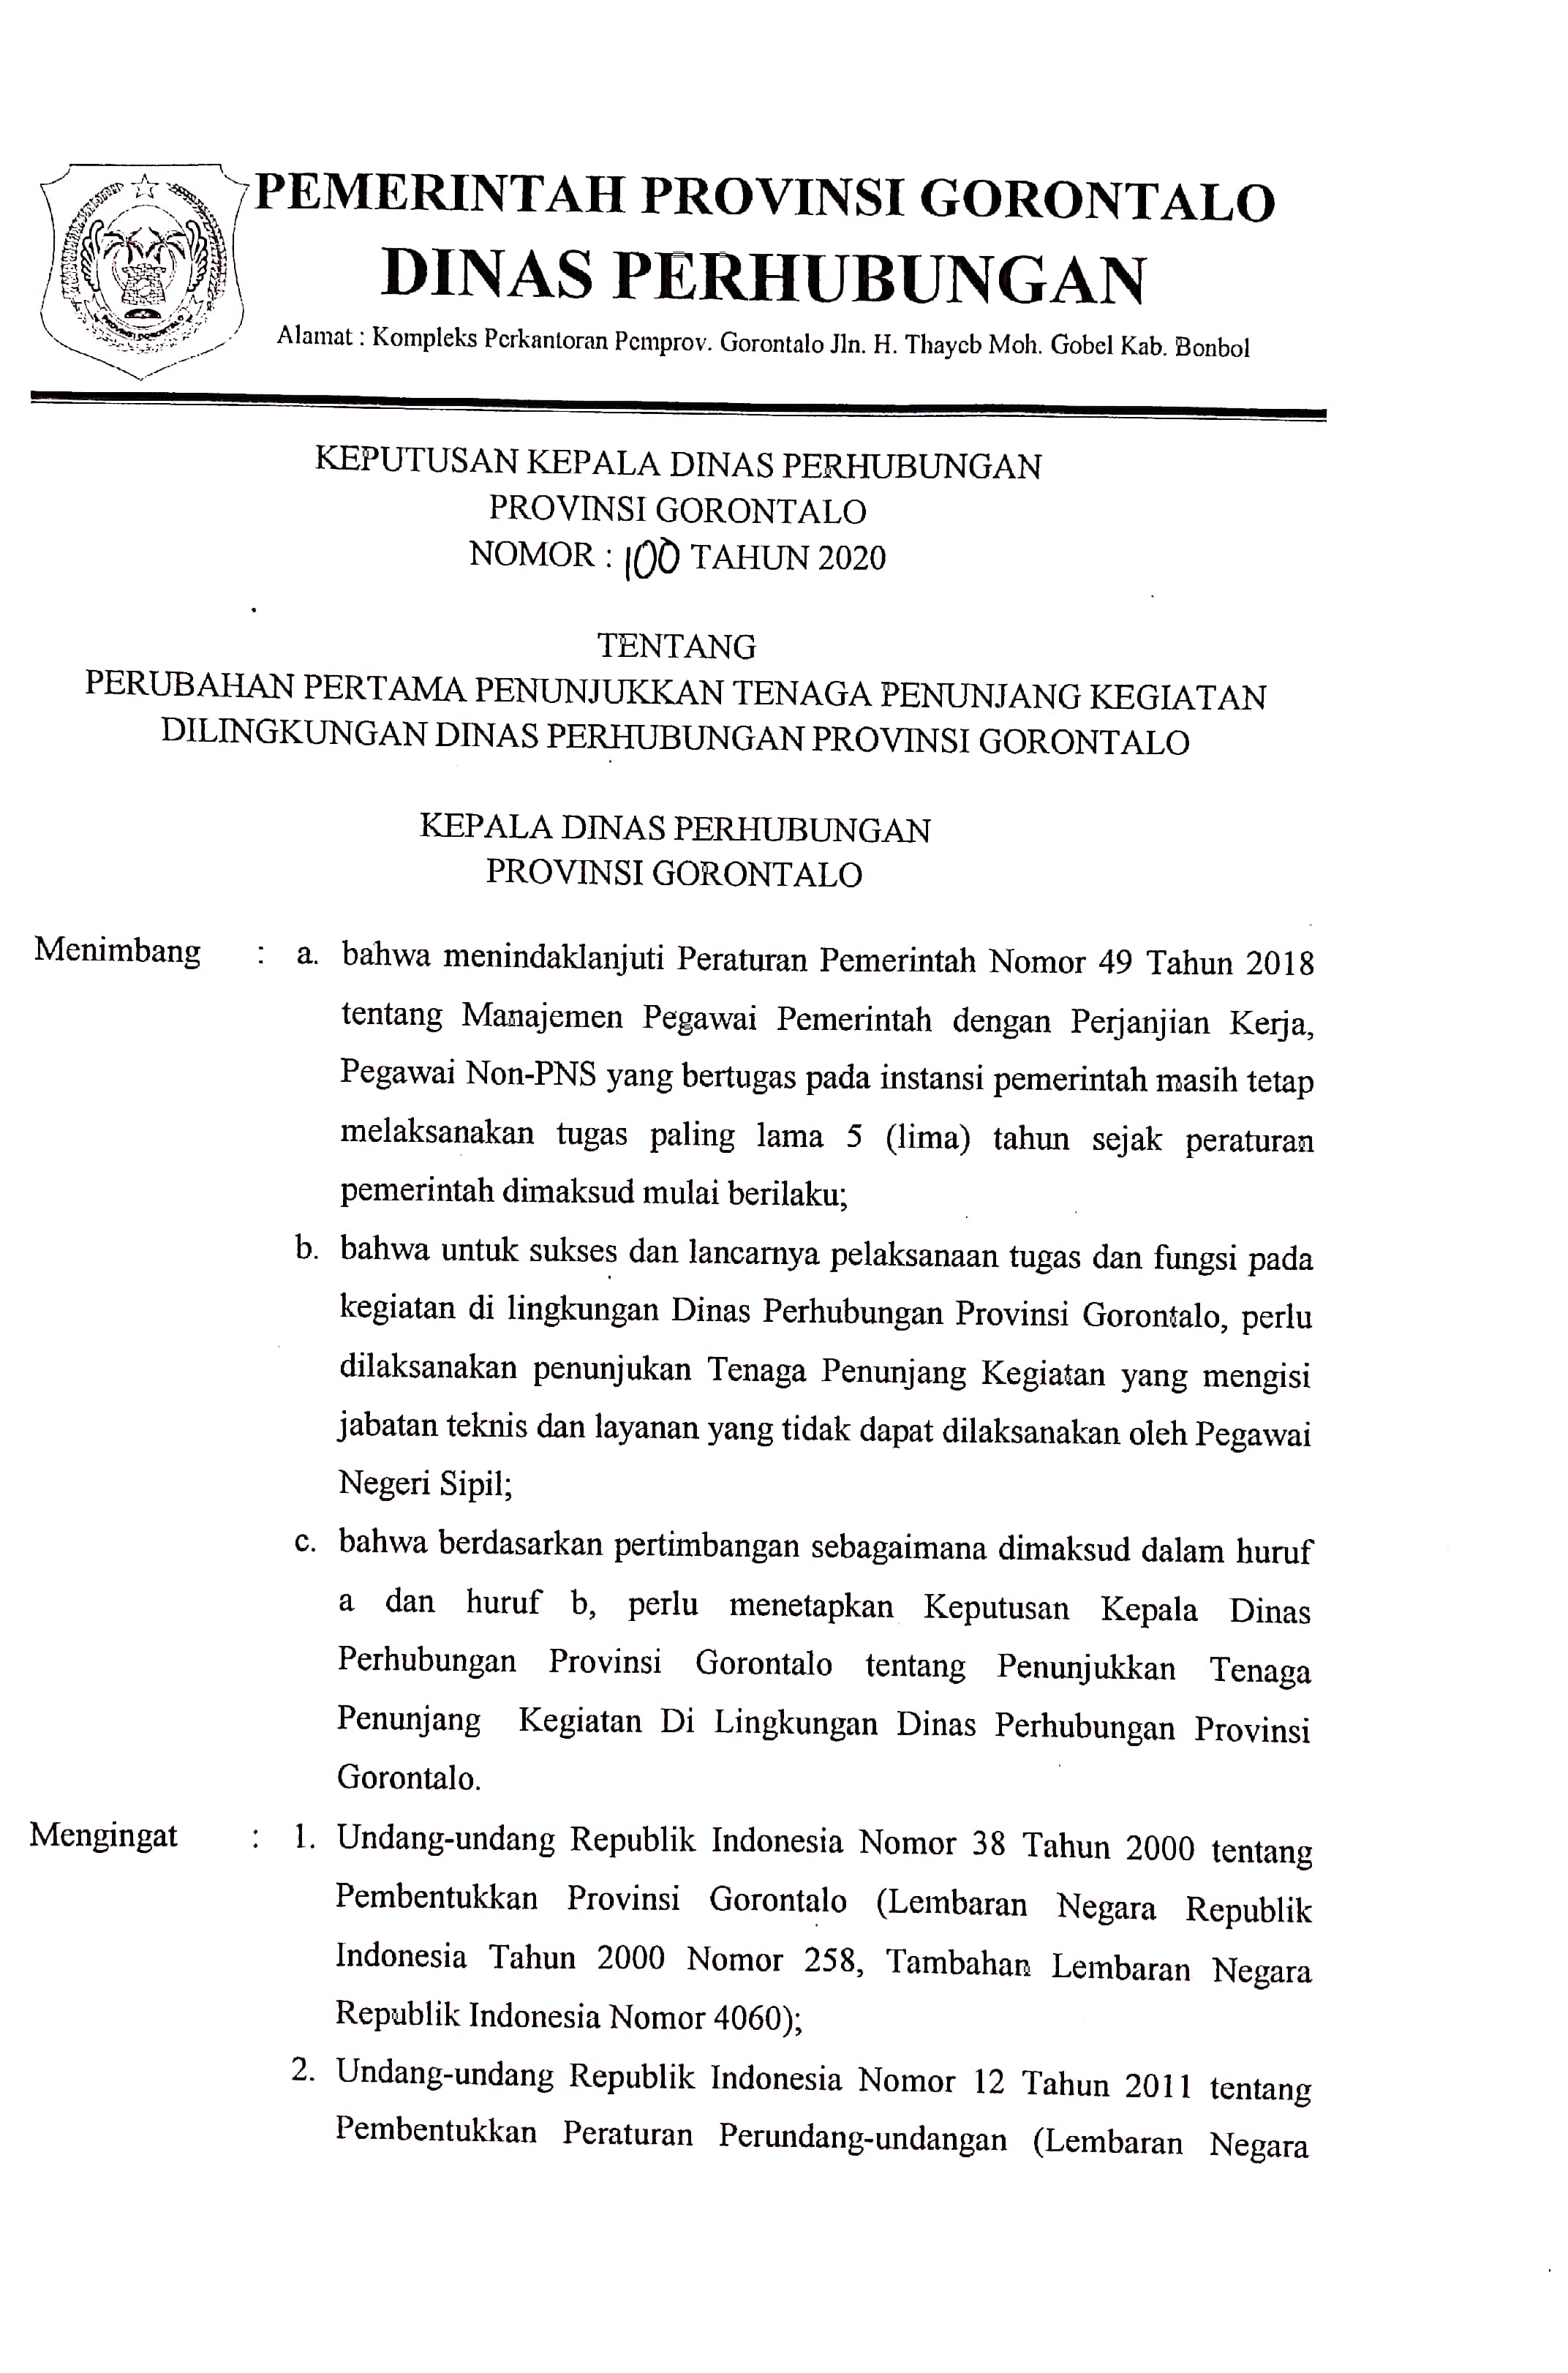 PEMERINTAH PROVINSI GORONTALO
DINAS PERHUBUNGAN
Alamat : Kompleks Perkantoran Pemprov. Gorontalo Jln. H. Thayeb Moh. Gobel Kab. Bonbol
PROVINSI GORONTALO
KEPUTUSAN KEPALA DINAS PERHUBUNGAN
PROVINSI GORONTALO
NOMOR : 100 TAHUN 2020
TENTANG
PERUBAHAN PERTAMA PENUNJUKKAN TENAGA PENUNJANG KEGIATAN
DILINGKUNGAN DINAS PERHUBUNGAN PROVINSI GORONTALO
KEPALA DINAS PERHUBUNGAN
PROVINSI GORONTALO
Menimbang : a. bahwa menindaklanjuti Peraturan Pemerintah Nomor 49 Tahun 2018
tentang Manajemen Pegawai Pemerintah dengan Perjanjian Kerja,
Pegawai Non-PNS yang bertugas pada instansi pemerintah masih tetap
melaksanakan tugas paling lama 5 (lima) tahun sejak peraturan
pemerintah dimaksud mulai berilaku;
b. bahwa untuk sukses dan lancarnya pelaksanaan tugas dan fungsi pada
kegiatan di lingkungan Dinas Perhubungan Provinsi Gorontalo, perlu
dilaksanakan penunjukan Tenaga Penunjang Kegiatan yang mengisi
jabatan teknis dan layanan yang tidak dapat dilaksanakan oleh Pegawai
Negeri Sipil;
c. bahwa berdasarkan pertimbangan sebagaimana dimaksud dalam huruf
a dan huruf b, perlu menetapkan Keputusan Kepala Dinas
Perhubungan Provinsi Gorontalo tentang Penunjukkan Tenaga
Penunjang Kegiatan Di Lingkungan Dinas Perhubungan Provinsi
Gorontalo.
Mengingat : 1. Undang-undang Republik Indonesia Nomor 38 Tahun 2000 tentang
Pembentukkan Provinsi Gorontalo (Lembaran Negara Republik
Indonesia Tahun 2000 Nomor 258, Tambahan Lembaran Negara
Republik Indonesia Nomor 4060);
2. Undang-undang Republik Indonesia Nomor 12 Tahun 2011 tentang
Pembentukkan Peraturan Perundang-undangan (Lembaran Negara